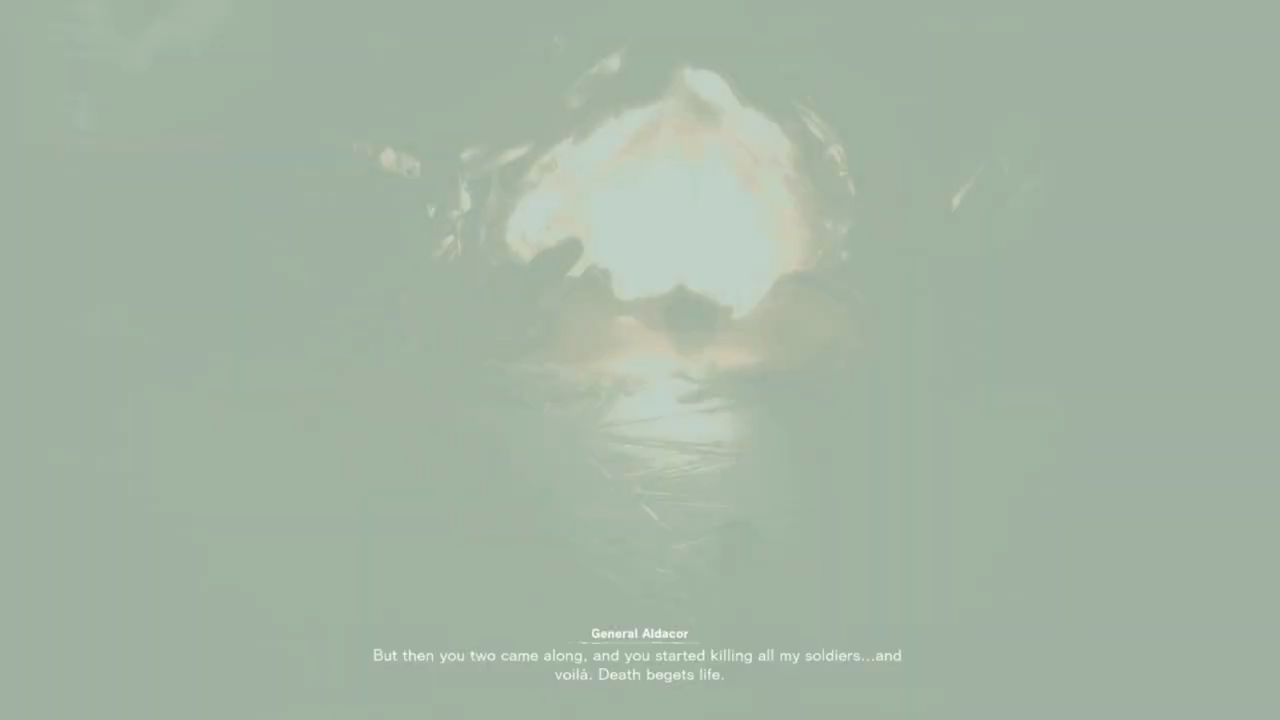 General Aldacor
But then you two came along, and you started killing all my soldiers...and
voilà. Death begets life.